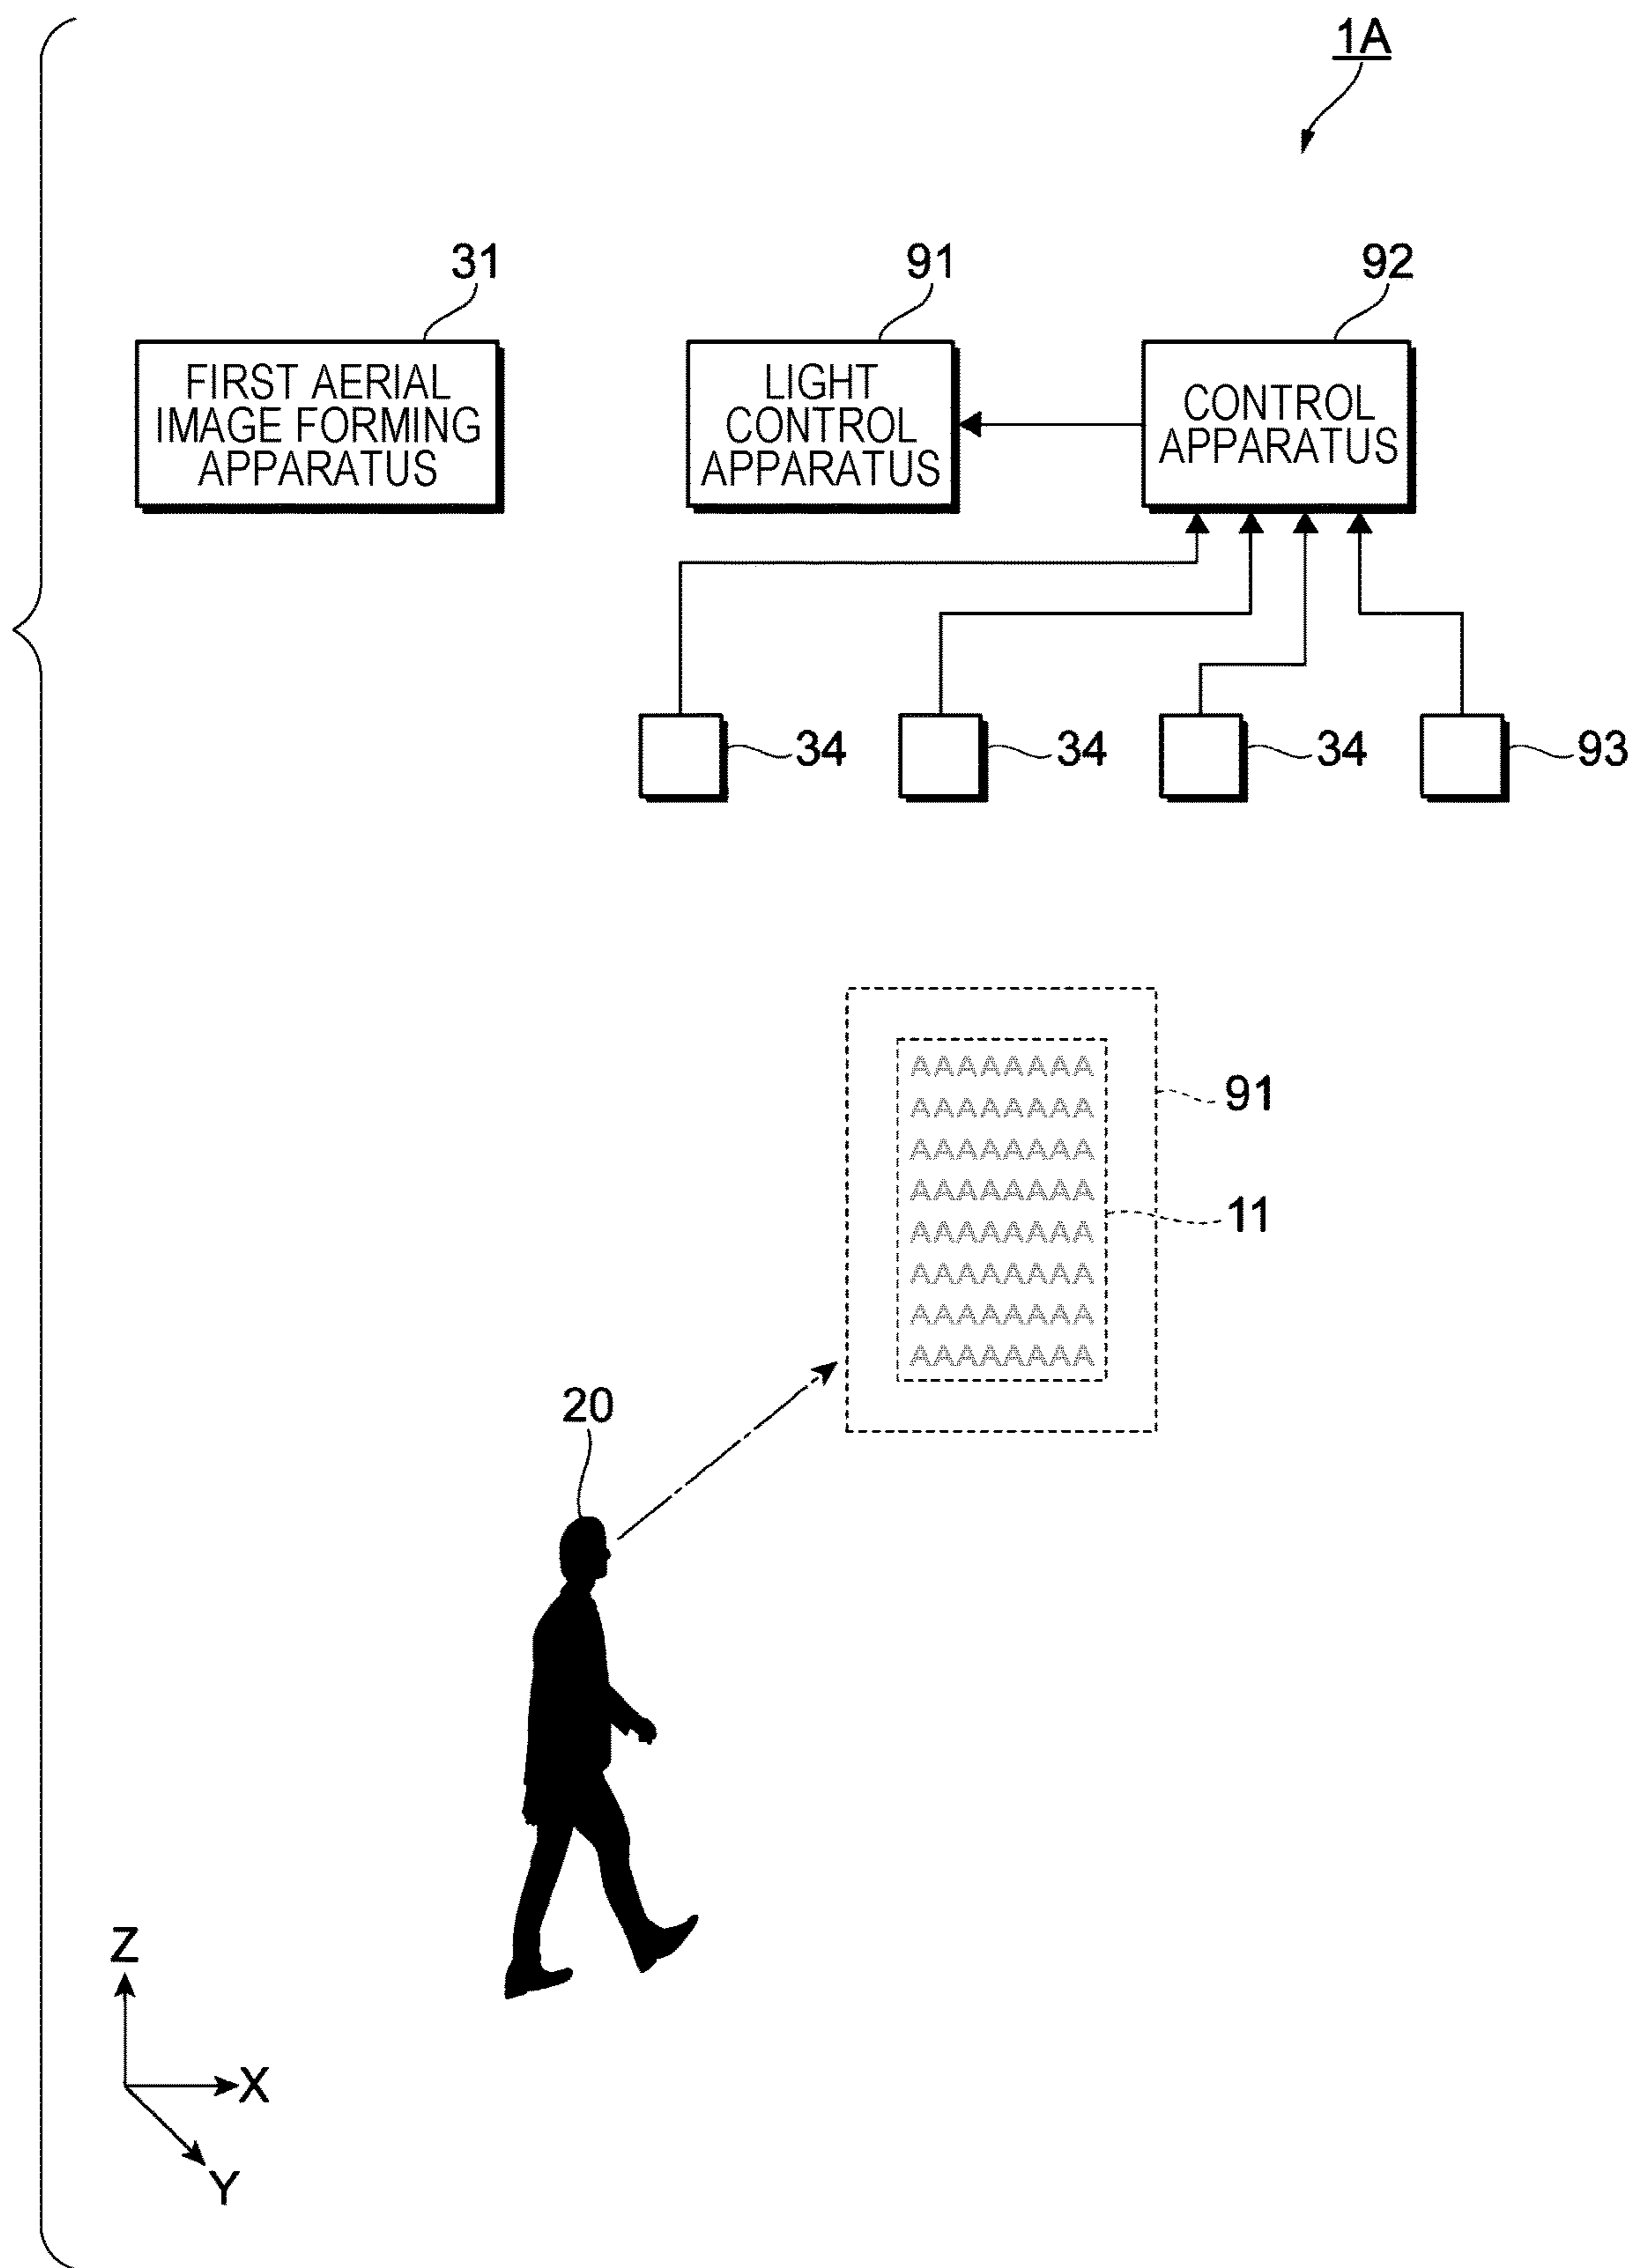 1A
31
91
92
FIRST AERIAL
IMAGE FORMING
APPARATUS
LIGHT
CONTROL
APPARATUS
CONTROL
APPARATUS
34
34
34
93
AAAAAAAA
AAAAAAAA
AAAAAAAA
AAAAAAAA
AAAAAAAA
AAAAAAAA
AAAAAAAA
AAAAAAAA
91
11
20
Z
X
Y